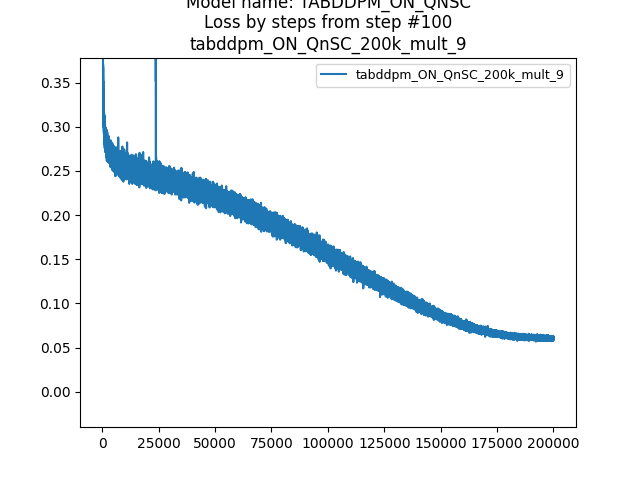 Model name: TABDDPM_ON_QNSC
Loss by steps from step #100
tabddpm_ON_QnSC_200k_mult_9
tabddpm_ON_QnSC_200k_mult_9
0.35
0.30
0.25
0.20
0.15
0.10
0.05
0.00
0 25000 50000 75000 100000 125000 150000 175000 200000